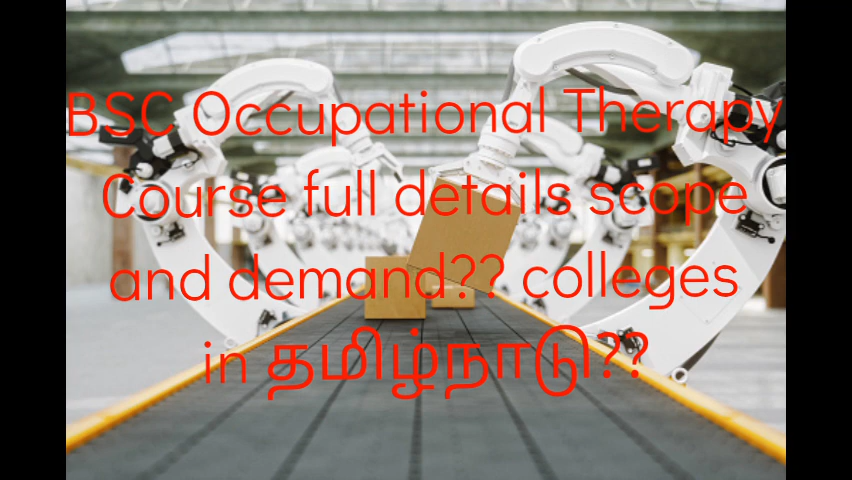 BSC Occupational Therapy
Course full details scope
and demand?? colleges
in தமிழ்நாடு??